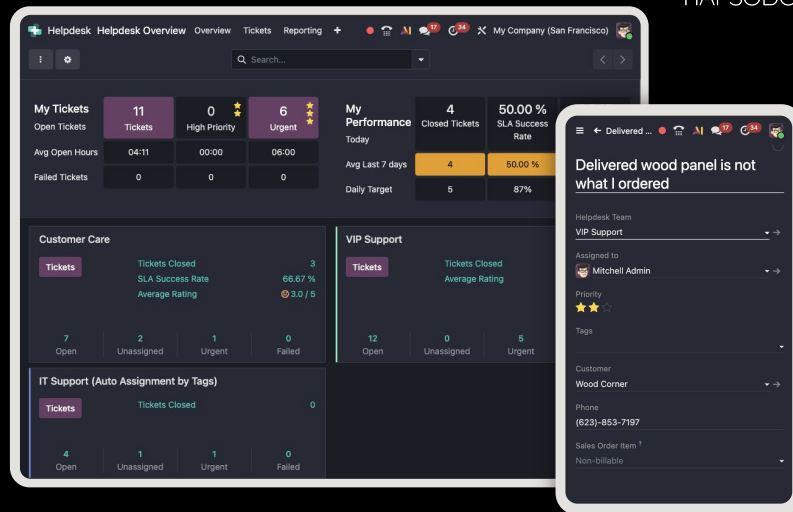 Helpdesk Helpdesk Overview Overview Tickets Reporting + 17 34 My Company (San Francisco)
Search...
My Tickets
Open Tickets
11
Tickets
0
High Priority
6
Urgent
Avg Open Hours 04:11 00:00 06:00
Failed Tickets 0 0 0
My Performance
Today
4
Closed Tickets
50.00 %
SLA Success Rate
Avg Last 7 days 4 50.00 %
Daily Target 5 87%
Customer Care
Tickets
Tickets Closed 3
SLA Success Rate 66.67 %
Average Rating 3.0 / 5
7 2 1 0
Open Unassigned Urgent Failed
VIP Support
Tickets
Tickets Closed
Average Rating
12 0 5
Open Unassigned Urgent
IT Support (Auto Assignment by Tags)
Tickets
Tickets Closed 0
4 1 1 0
Open Unassigned Urgent Failed
← Delivered ... 17 34
Delivered wood panel is not
what I ordered
Helpdesk Team
VIP Support
Assigned to
Mitchell Admin
Priority
Tags
Customer
Wood Corner
Phone
(623)-853-7197
Sales Order Item ?
Non-billable